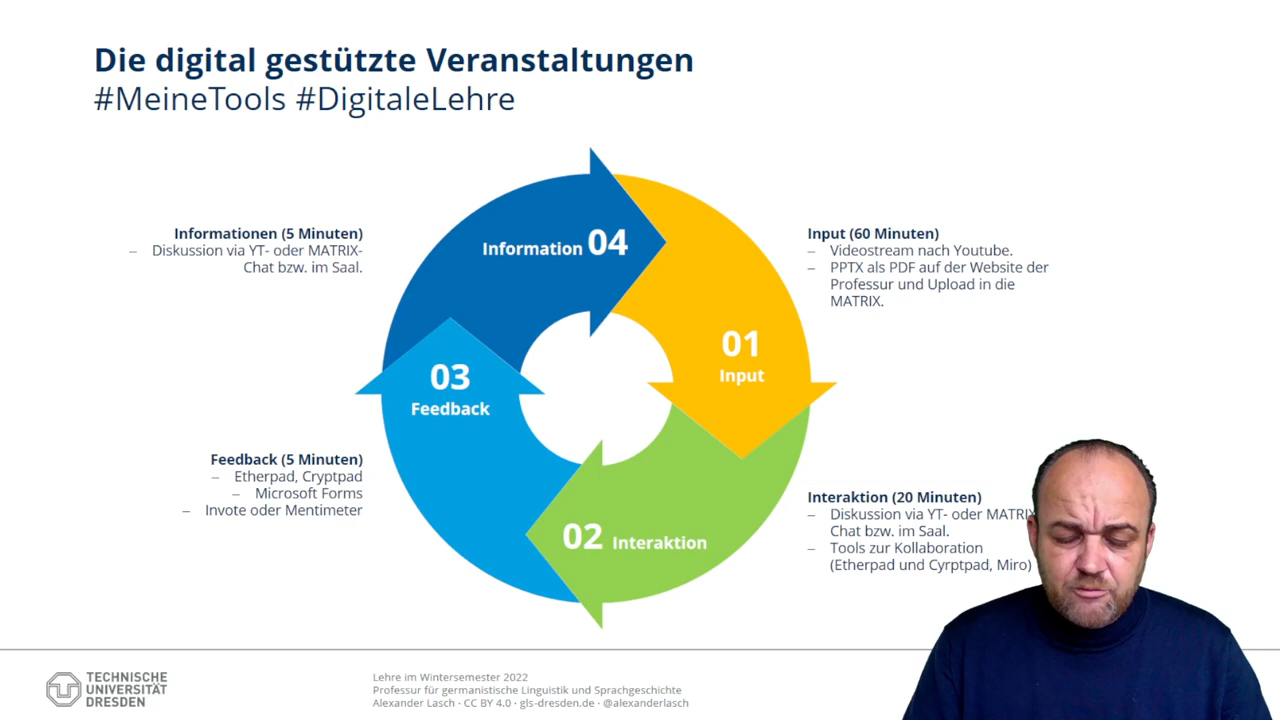 Die digital gestützte Veranstaltungen
#MeineTools #DigitaleLehre
Informationen (5 Minuten)
– Diskussion via YT- oder MATRIX-
Chat bzw. im Saal.
Information 04
Input (60 Minuten)
– Videostream nach Youtube.
– PPTX als PDF auf der Website der
Professur und Upload in die
MATRIX.
01
Input
03
Feedback
Feedback (5 Minuten)
– Etherpad, Cryptpad
– Microsoft Forms
– Invote oder Mentimeter
02 Interaktion
Interaktion (20 Minuten)
– Diskussion via YT- oder MATRIX
Chat bzw. im Saal.
– Tools zur Kollaboration
(Etherpad und Cyrptpad, Miro)
TECHNISCHE
UNIVERSITÄT
DRESDEN
Lehre im Wintersemester 2022
Professur für germanistische Linguistik und Sprachgeschichte
Alexander Lasch · CC BY 4.0 · gls-dresden.de · @alexanderlasch